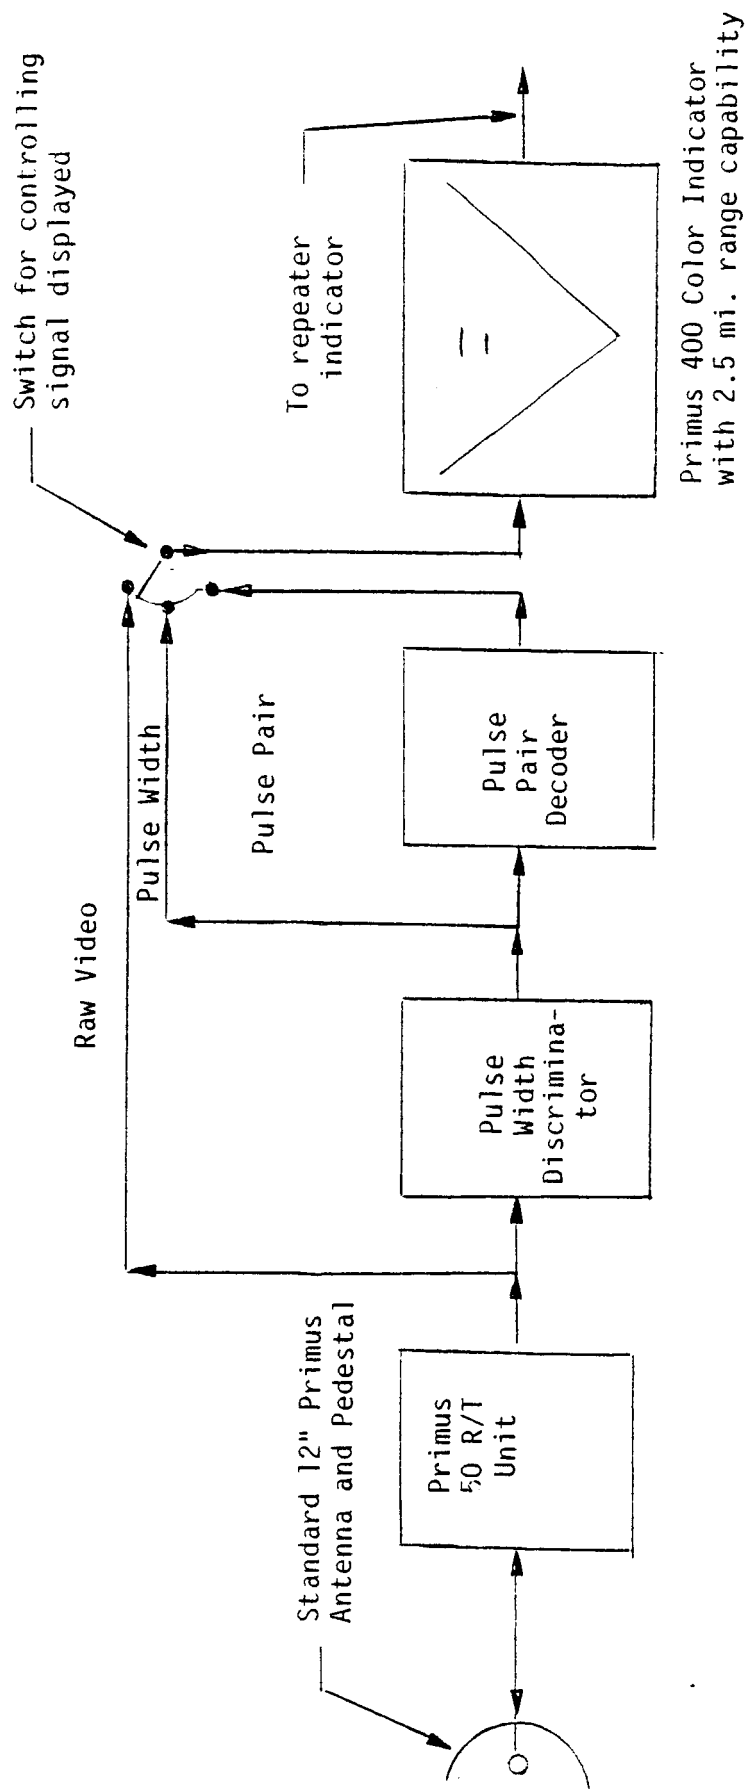 Switch for controlling
signal displayed
To repeater
indicator
Primus 400 Color Indicator
with 2.5 mi. range capability
Raw Video
Pulse Width
Pulse Pair
Pulse
Pair
Decoder
Pulse
Width
Discrimina-
tor
Standard 12" Primus
Antenna and Pedestal
Primus
50 R/T
Unit